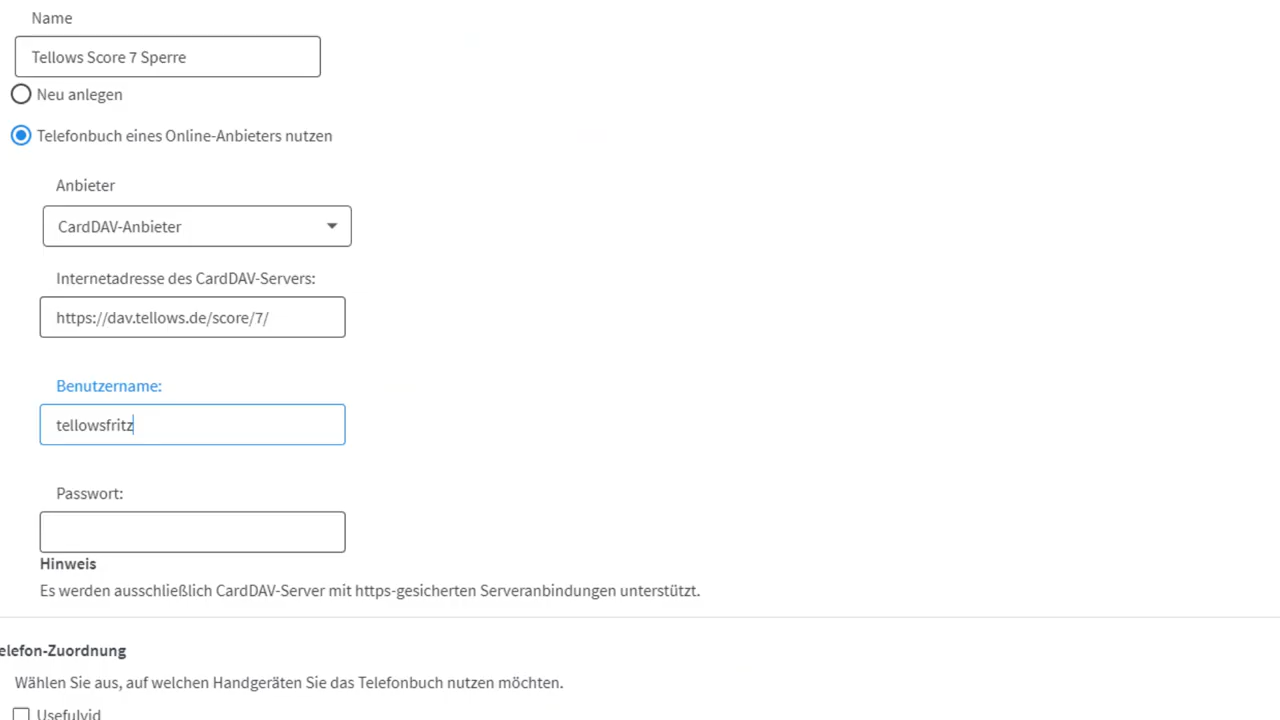 Name
Tellows Score 7 Sperre
Neu anlegen
Telefonbuch eines Online-Anbieters nutzen
Anbieter
CardDAV-Anbieter
Internetadresse des CardDAV-Servers:
https://dav.tellows.de/score/7/
Benutzername:
tellowsfritz
Passwort:
Hinweis
Es werden ausschließlich CardDAV-Server mit https-gesicherten Serveranbindungen unterstützt.
elefon-Zuordnung
Wählen Sie aus, auf welchen Handgeräten Sie das Telefonbuch nutzen möchten.
Usefulvid